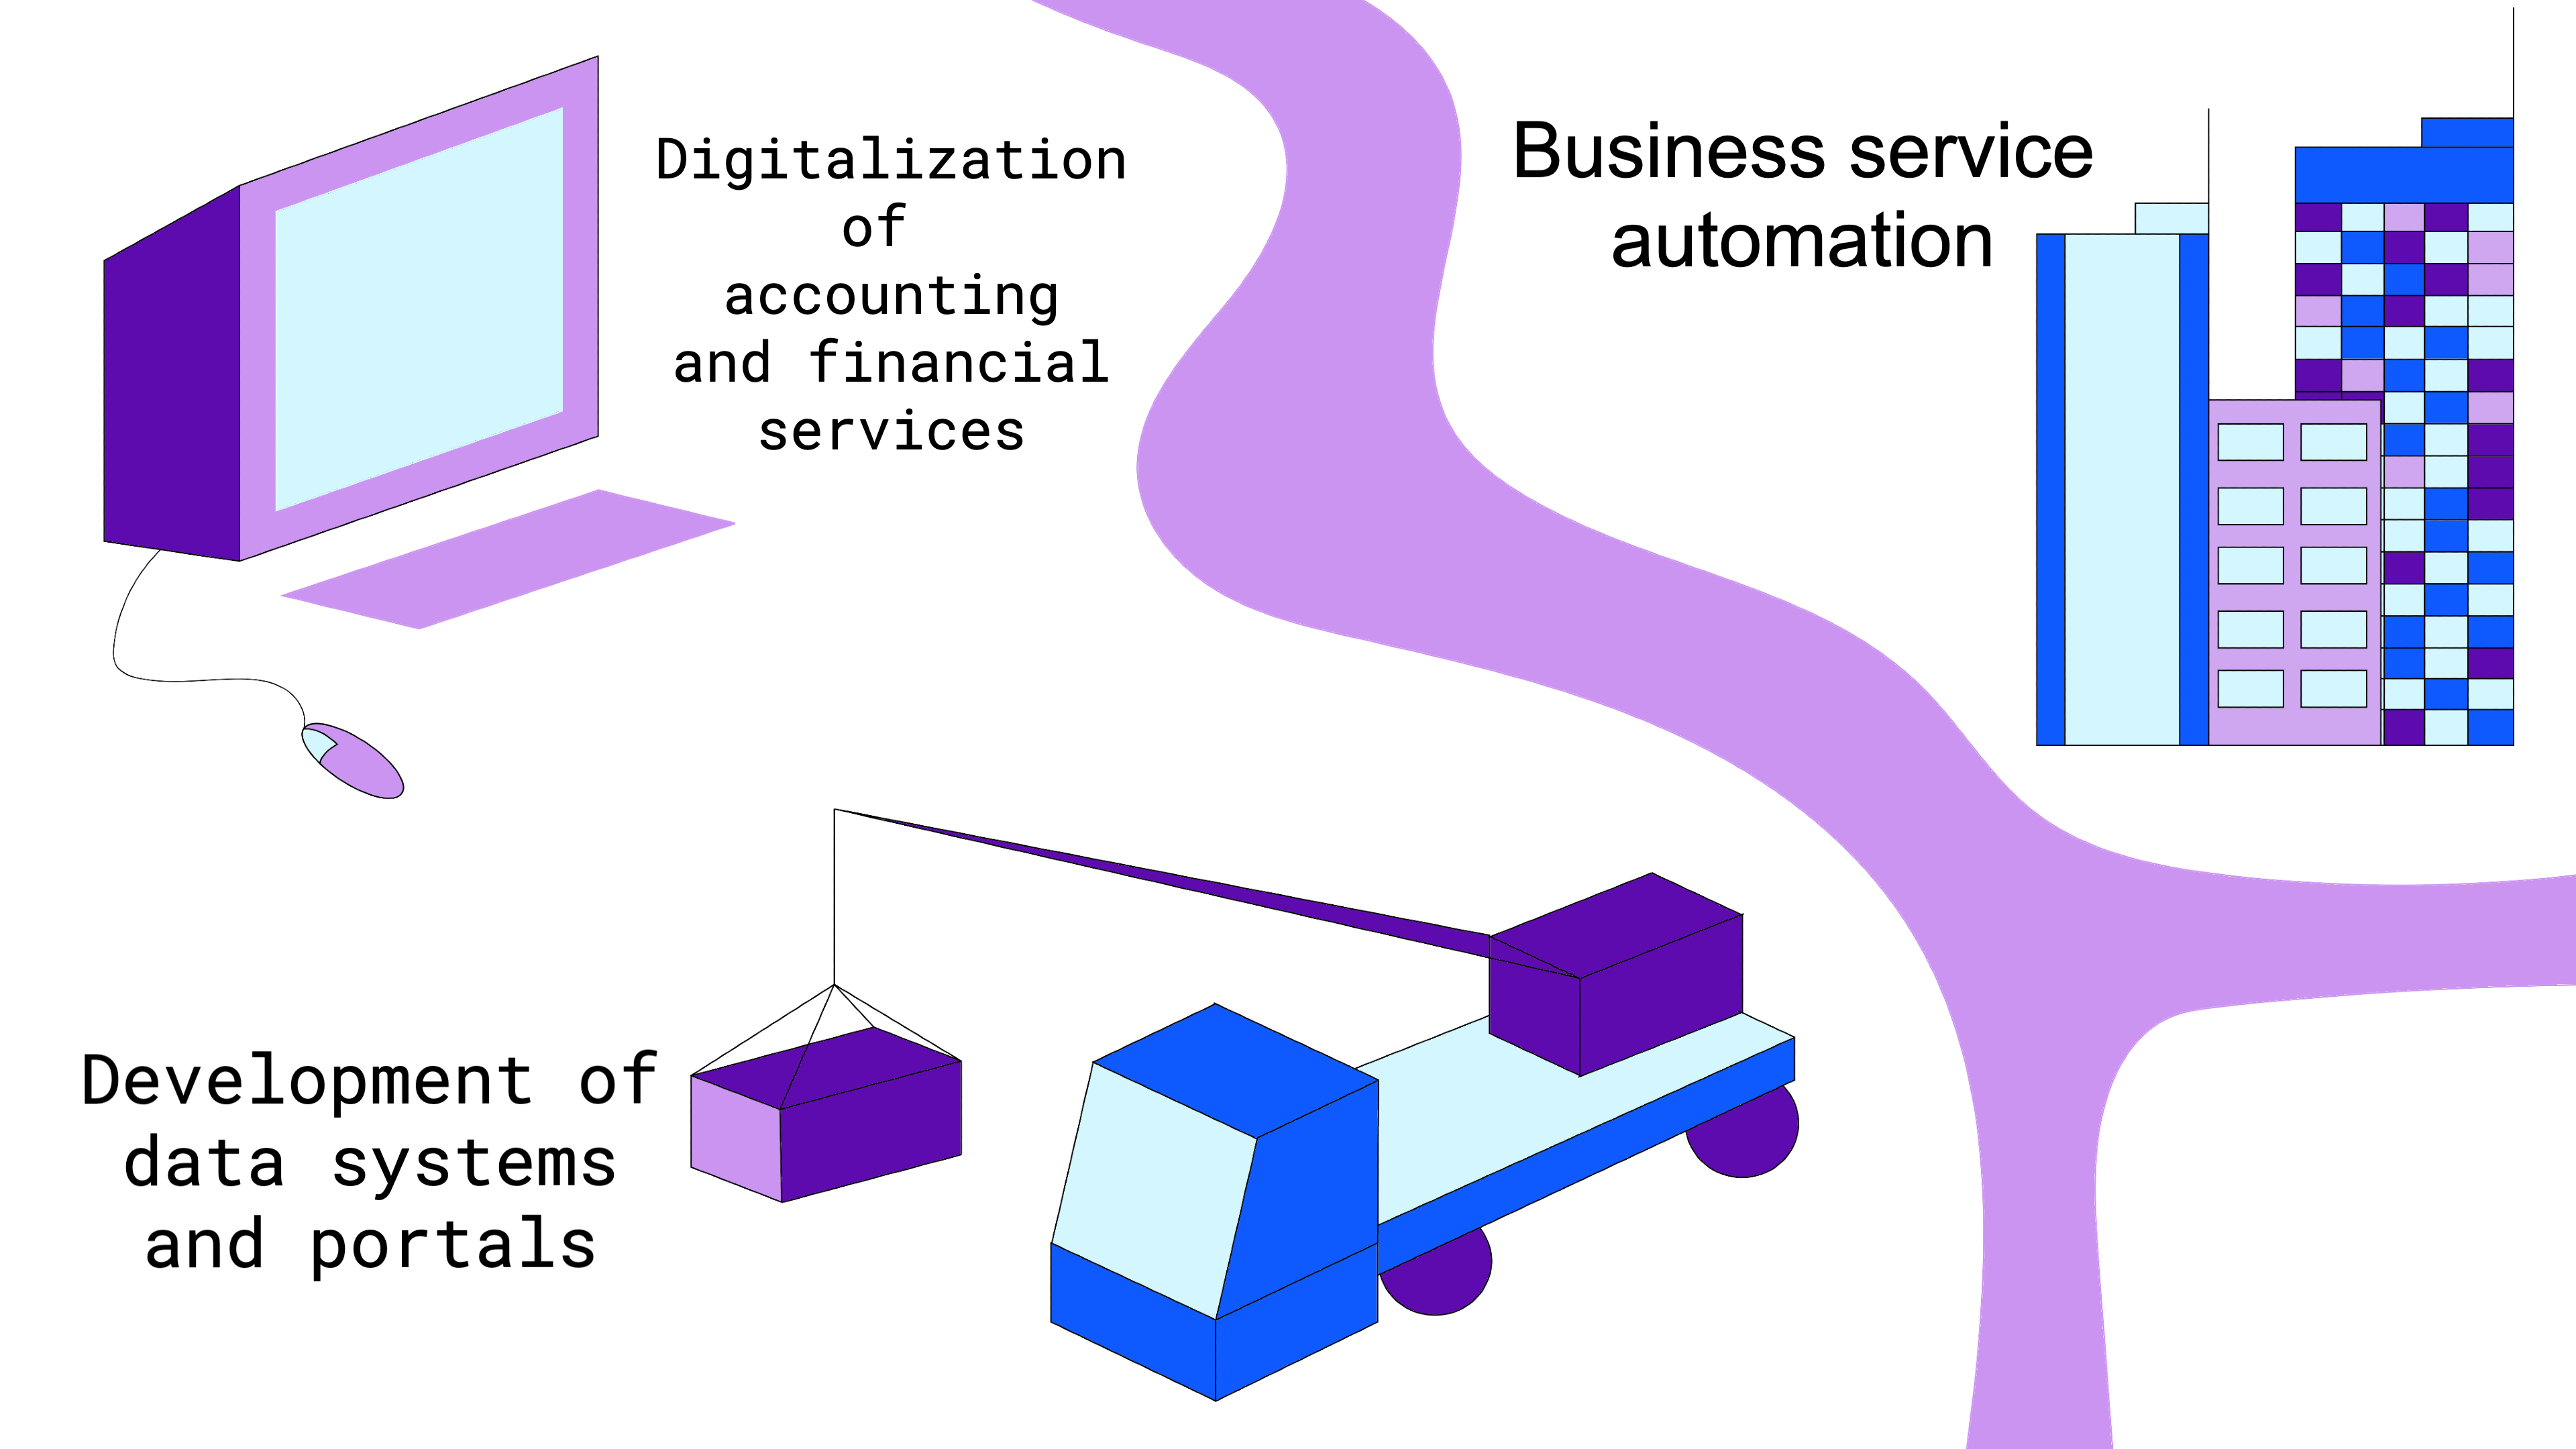 Digitalization
of
accounting
and financial
services
Business service
automation
Development of
data systems
and portals